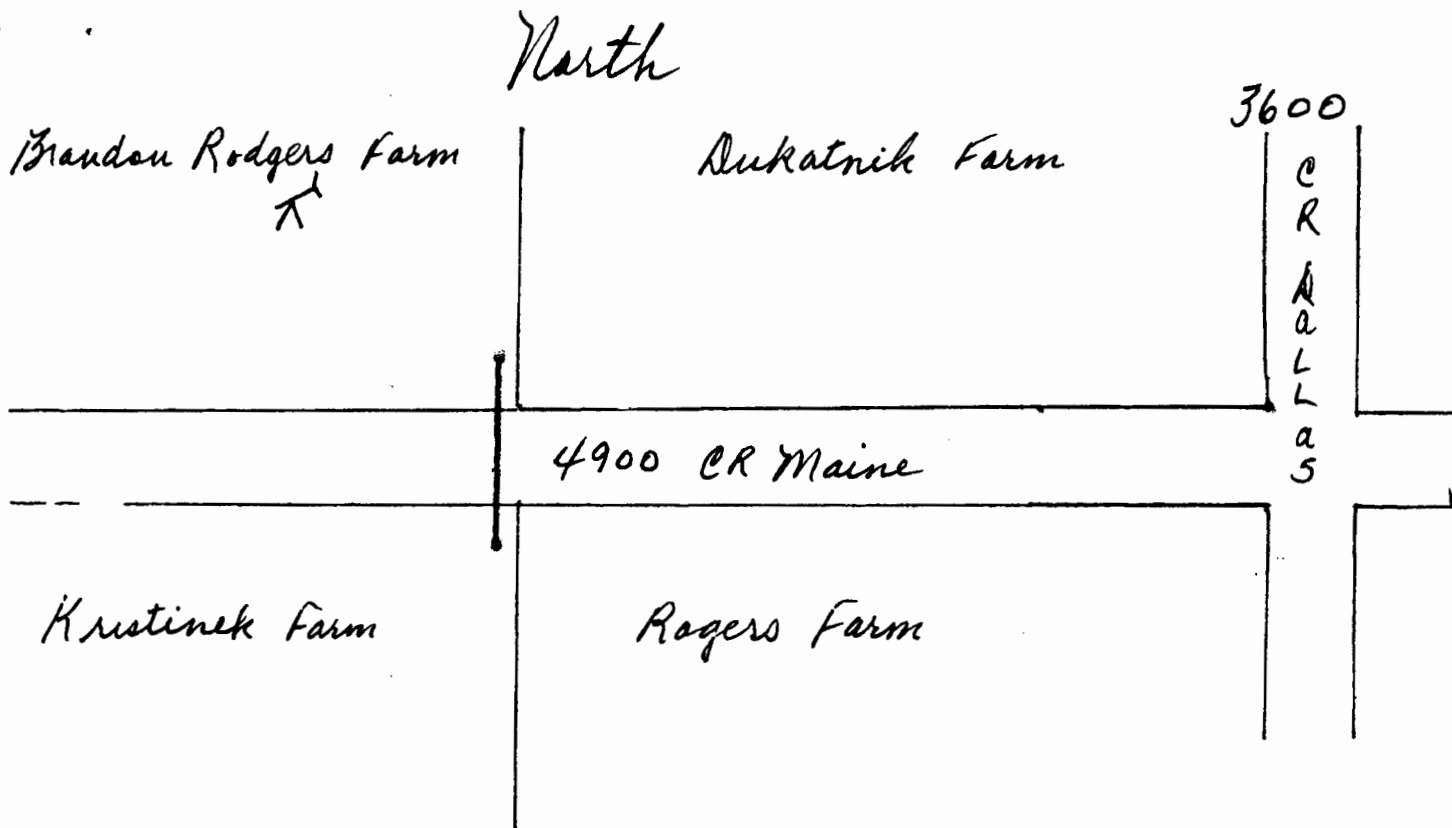 North
3600
Brandon Rodgers Farm
Dukatnik Farm
CR Dallas
4900 CR Maine
Kristinek Farm
Rogers Farm